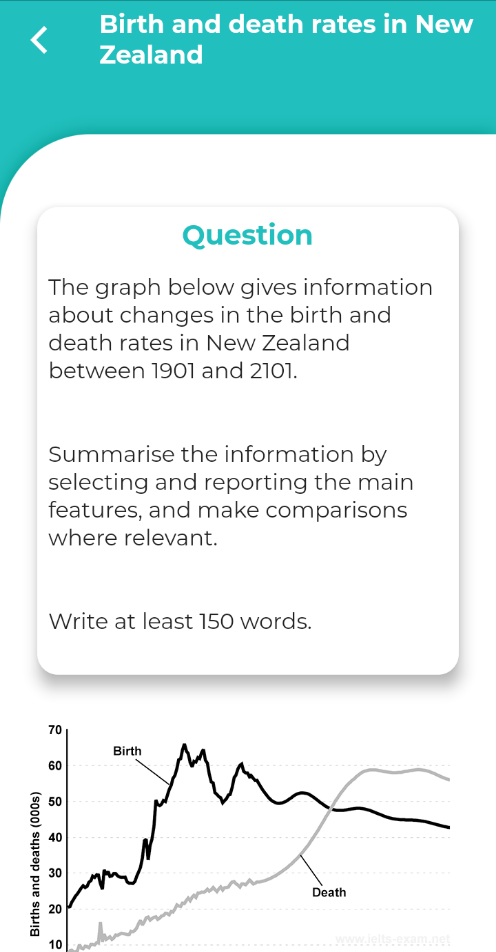 Birth and death rates in New
Zealand
Question
The graph below gives information
about changes in the birth and
death rates in New Zealand
between 1901 and 2101.
Summarise the information by
selecting and reporting the main
features, and make comparisons
where relevant.
Write at least 150 words.
70
60
50
40
30
20
10
Births and deaths (000s)
Birth
Death
www.ielts-exam.net